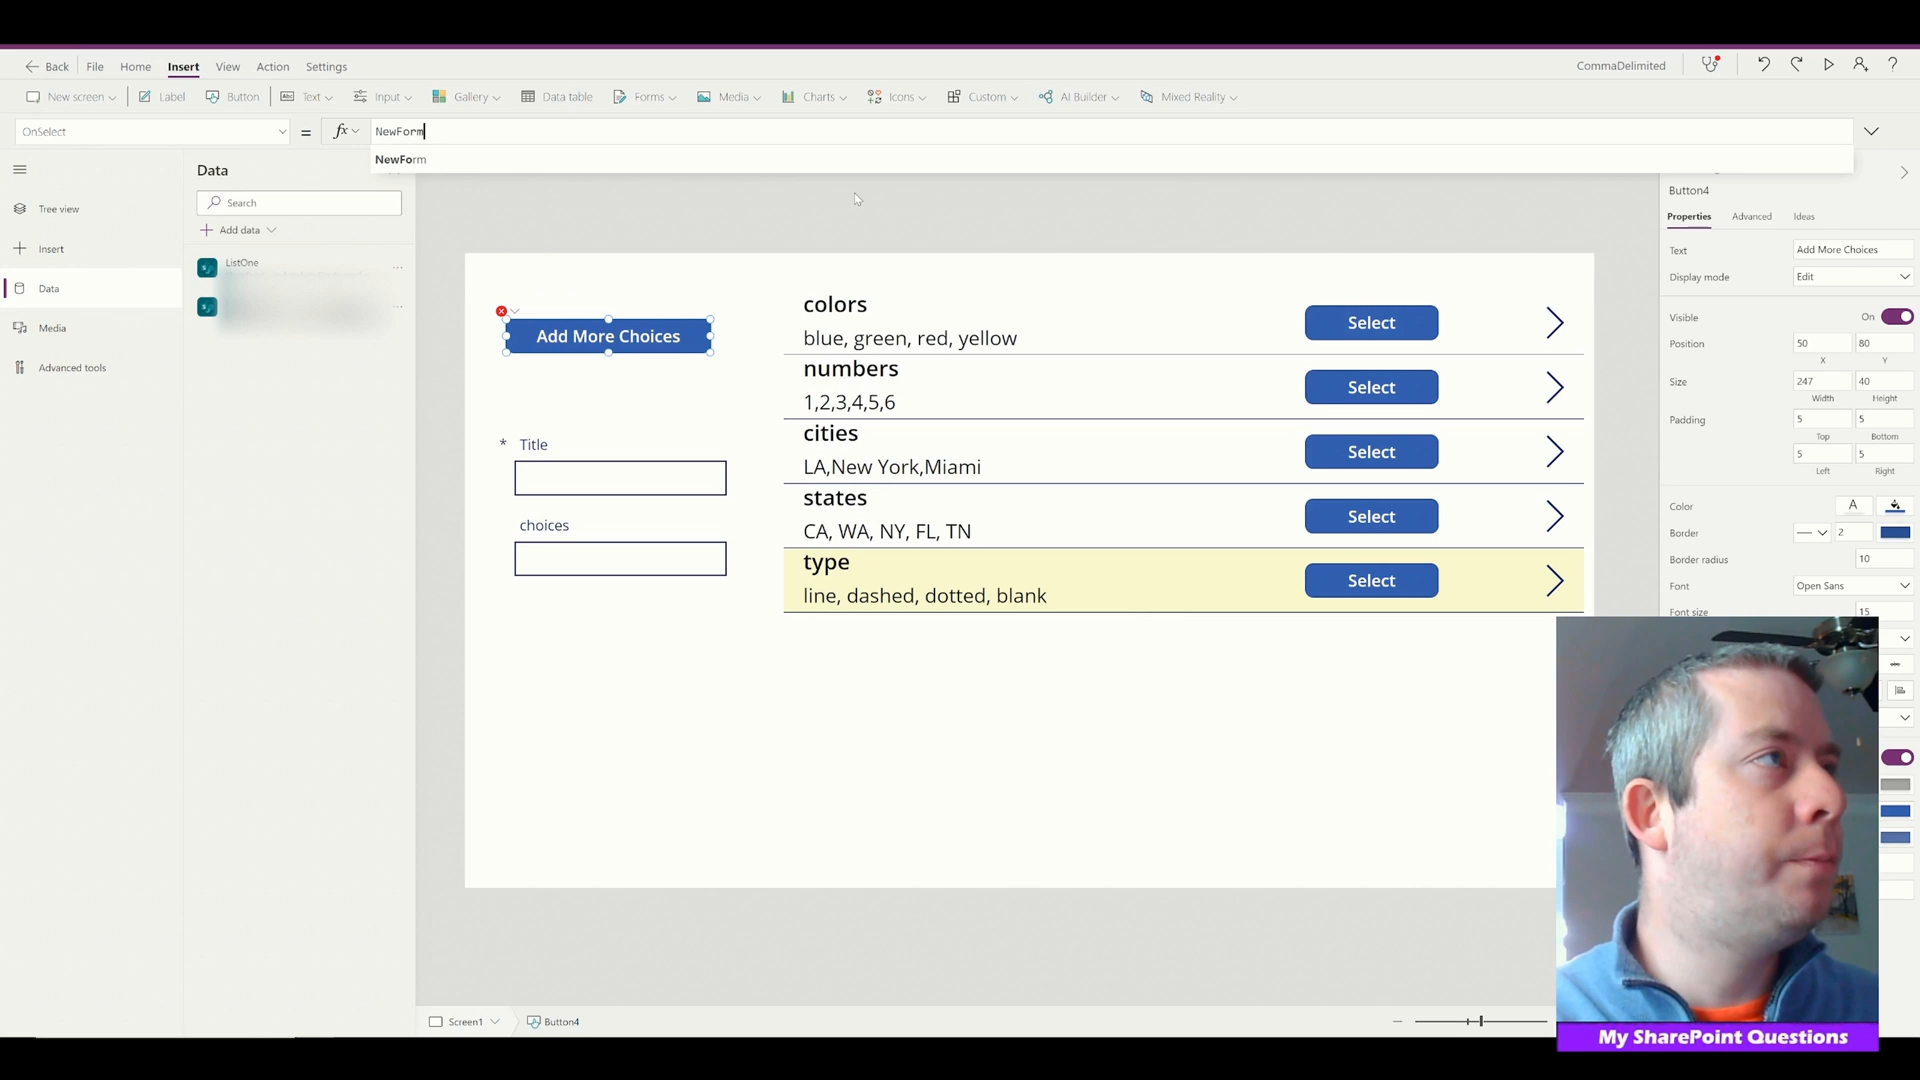 Back File Home Insert View Action Settings CommaDelimited ?
New screen Label Button Text Input Gallery Data table Forms Media Charts Icons Custom AI Builder Mixed Reality
OnSelect = fx NewForm
NewForm
Tree view
Insert
Data
Media
Advanced tools
Data
Search
Add data
ListOne
Add More Choices
* Title
choices
colors
blue, green, red, yellow
Select
numbers
1,2,3,4,5,6
Select
cities
LA,New York,Miami
Select
states
CA, WA, NY, FL, TN
Select
type
line, dashed, dotted, blank
Select
Button4
Properties Advanced Ideas
Text Add More Choices
Display mode Edit
Visible On
Position 50 80
X Y
Size 247 40
Width Height
Padding 5 5
Top Bottom
5 5
Left Right
Color A
Border 2
Border radius 10
Font Open Sans
Font size 15
Screen1 Button4
My SharePoint Questions